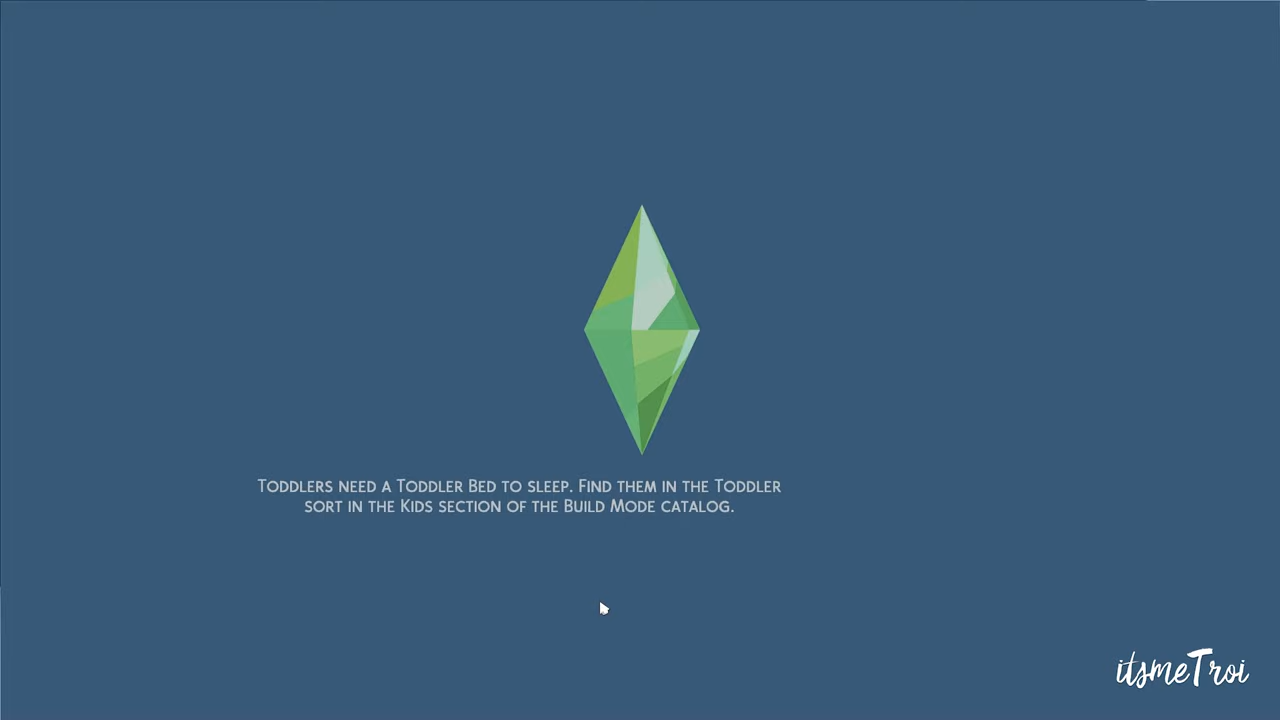 Toddlers need a Toddler Bed to sleep. Find them in the Toddler
sort in the Kids section of the Build Mode catalog.
itsmeTroi